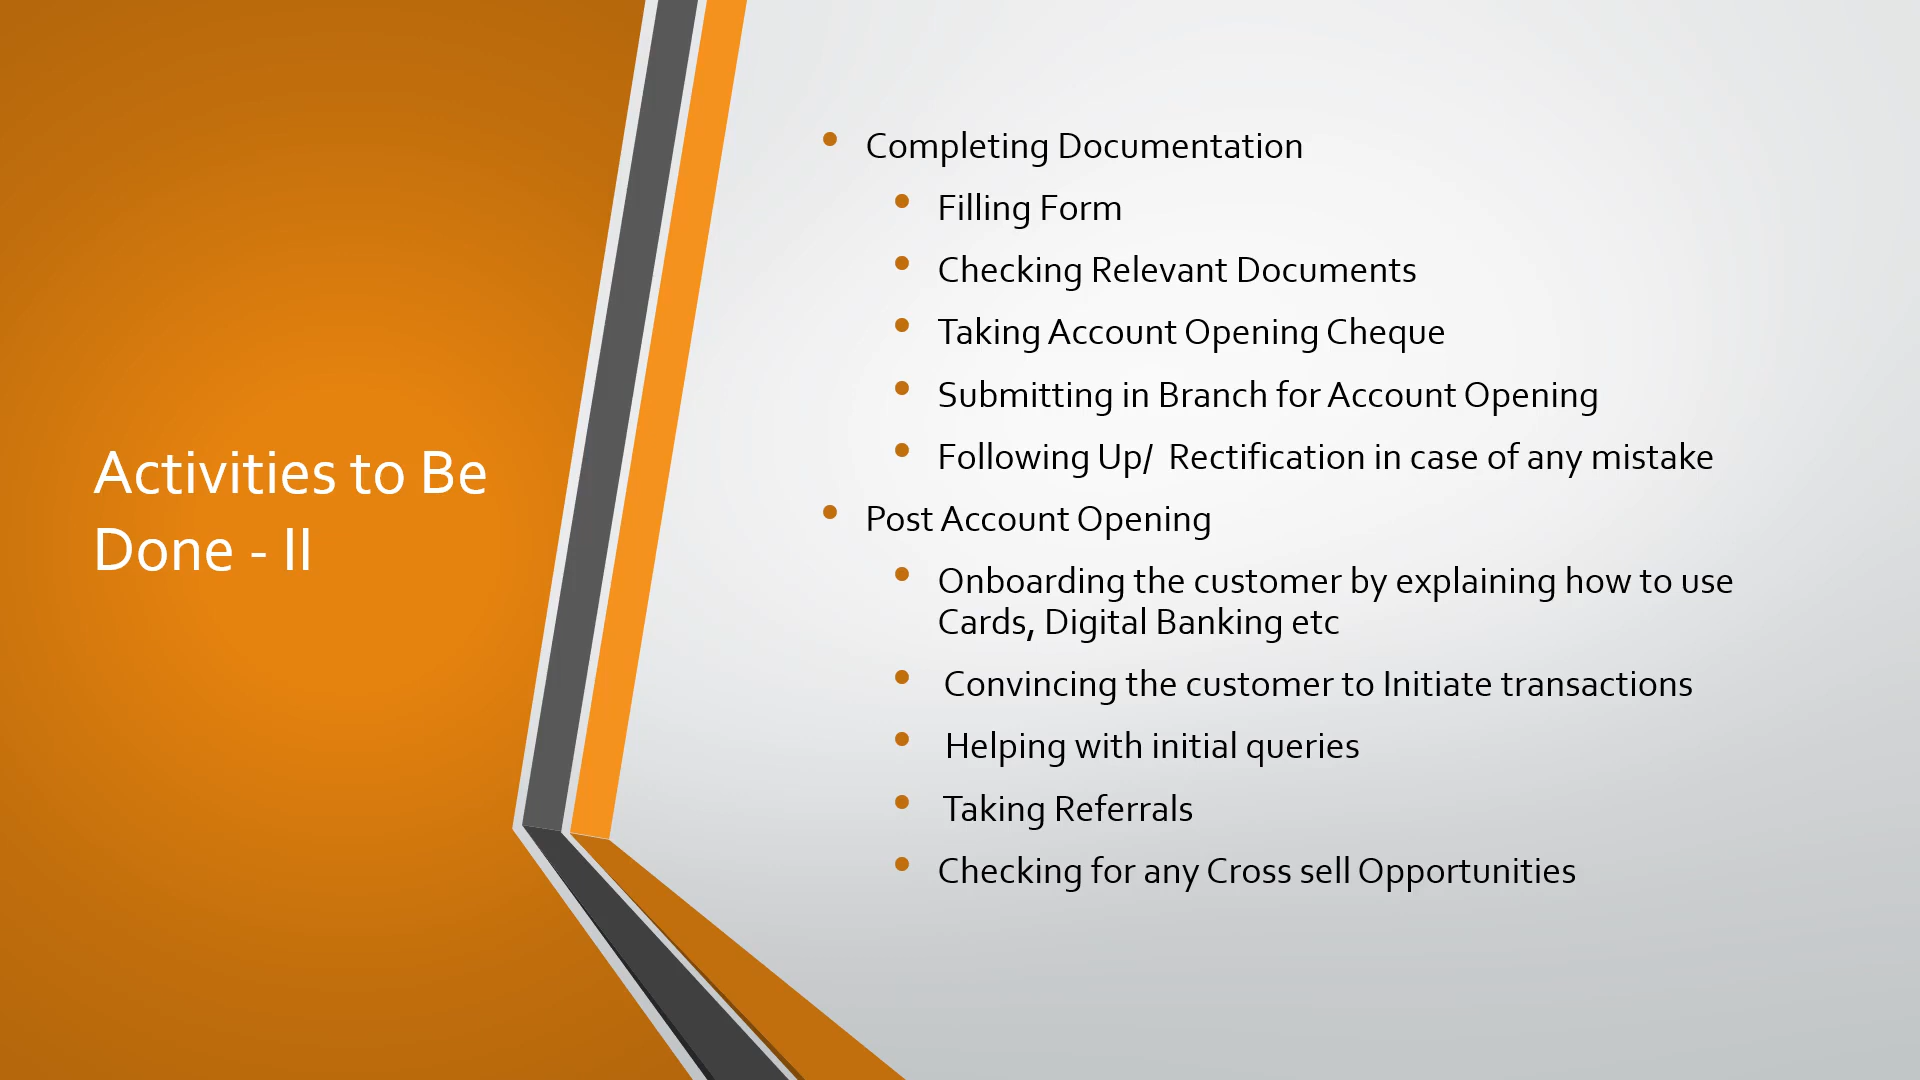 Activities to Be
Done - II
Completing Documentation
Filling Form
Checking Relevant Documents
Taking Account Opening Cheque
Submitting in Branch for Account Opening
Following Up/ Rectification in case of any mistake
Post Account Opening
Onboarding the customer by explaining how to use
Cards, Digital Banking etc
Convincing the customer to Initiate transactions
Helping with initial queries
Taking Referrals
Checking for any Cross sell Opportunities